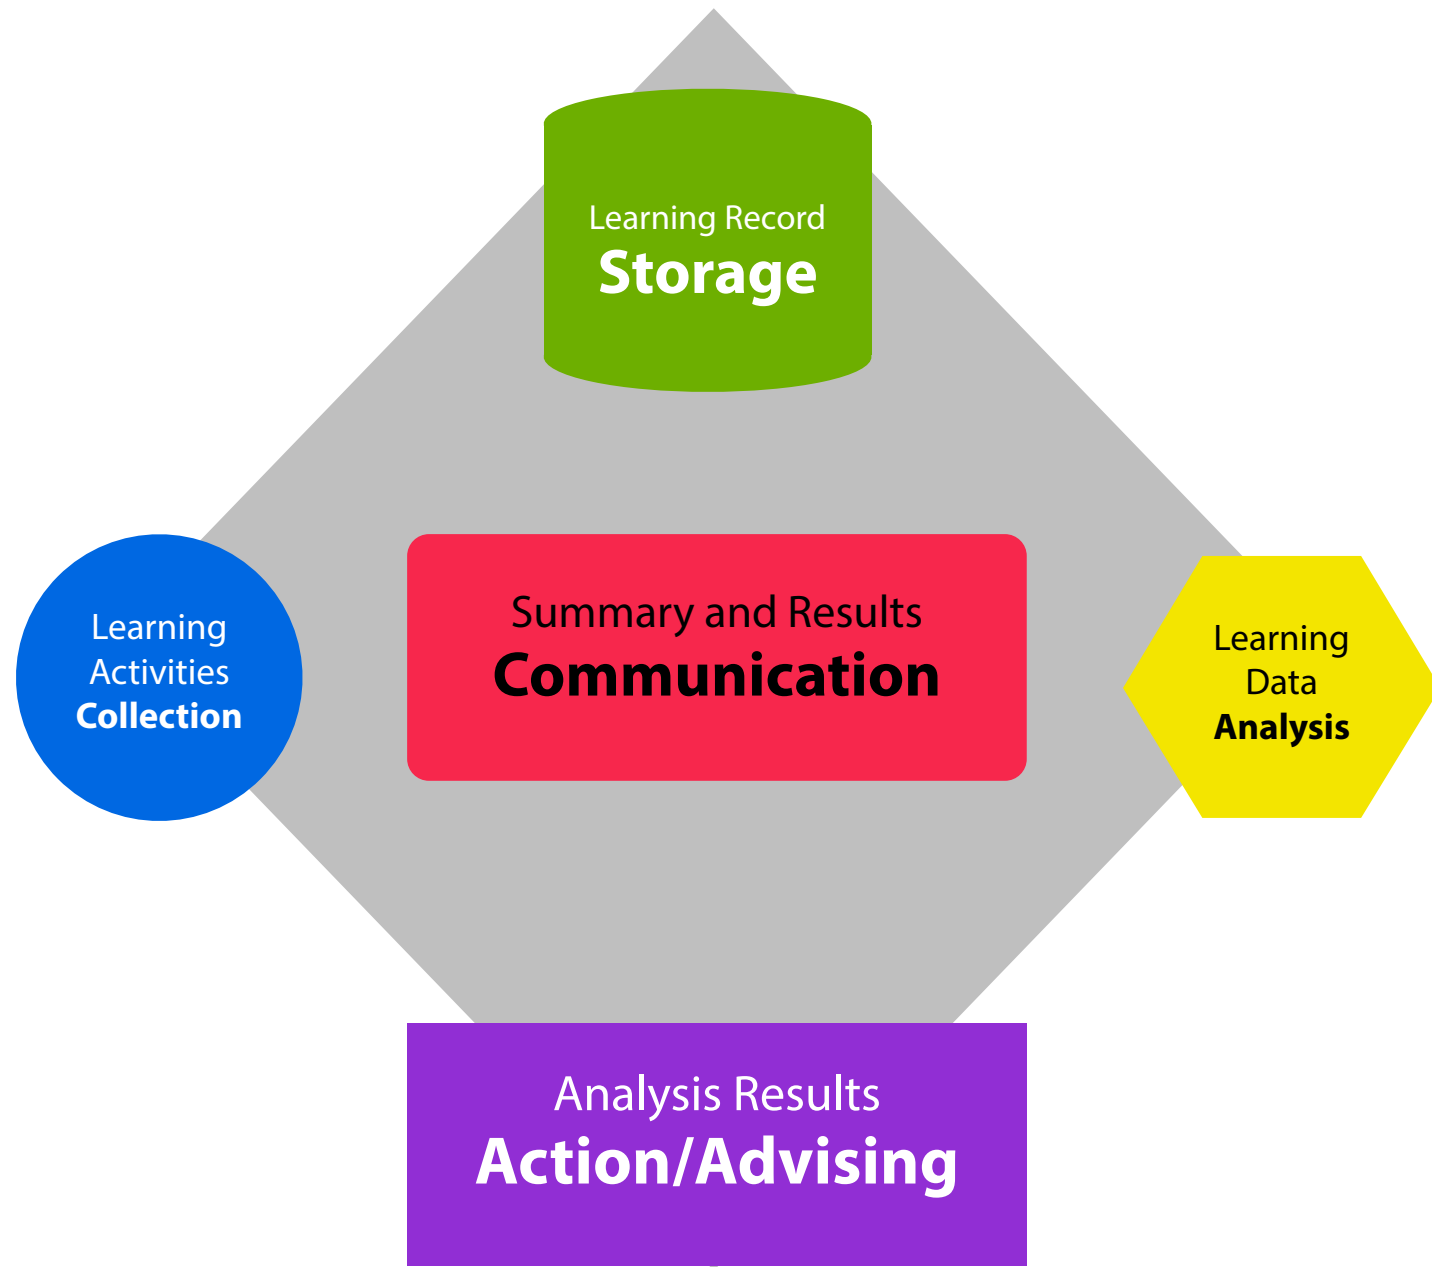 Learning Record
Storage
Learning
Activities
Collection
Summary and Results
Communication
Learning
Data
Analysis
Analysis Results
Action/Advising